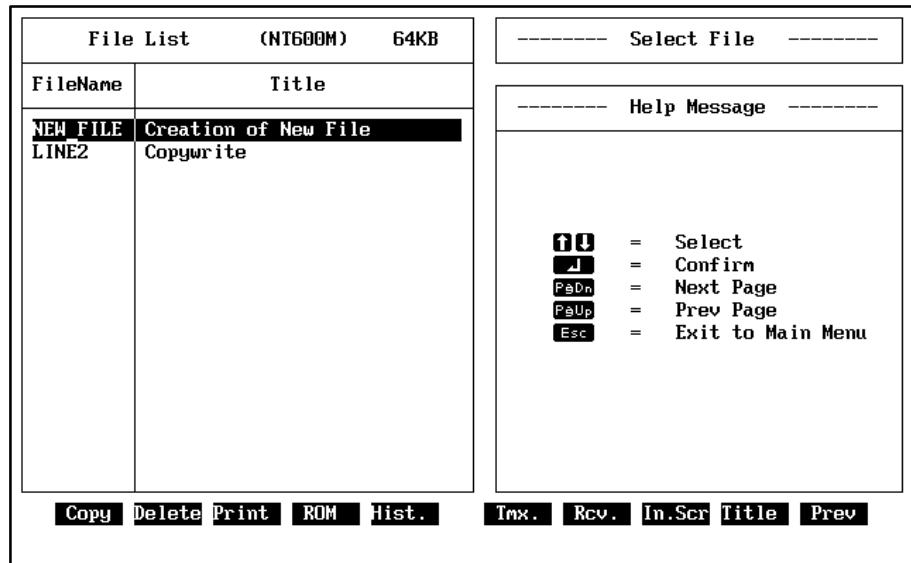 File List (NT600M) 64KB
FileName Title
NEW_FILE Creation of New File
LINE2 Copywrite
-------- Select File --------
-------- Help Message --------
↑ ↓ = Select
↵ = Confirm
PgDn = Next Page
PgUp = Prev Page
Esc = Exit to Main Menu
Copy Delete Print ROM Hist. Tmx. Rcv. In.Scr Title Prev